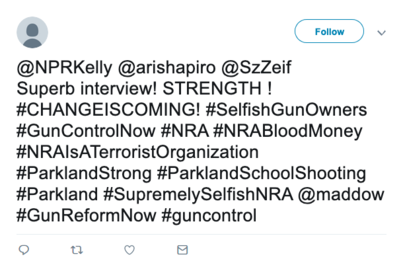 Follow
@NPRKelly @arishapiro @SzZeif
Superb interview! STRENGTH !
#CHANGEISCOMING! #SelfishGunOwners
#GunControlNow #NRA #NRABloodMoney
#NRAIsATerroristOrganization
#ParklandStrong #ParklandSchoolShooting
#Parkland #SupremelySelfishNRA @maddow
#GunReformNow #guncontrol